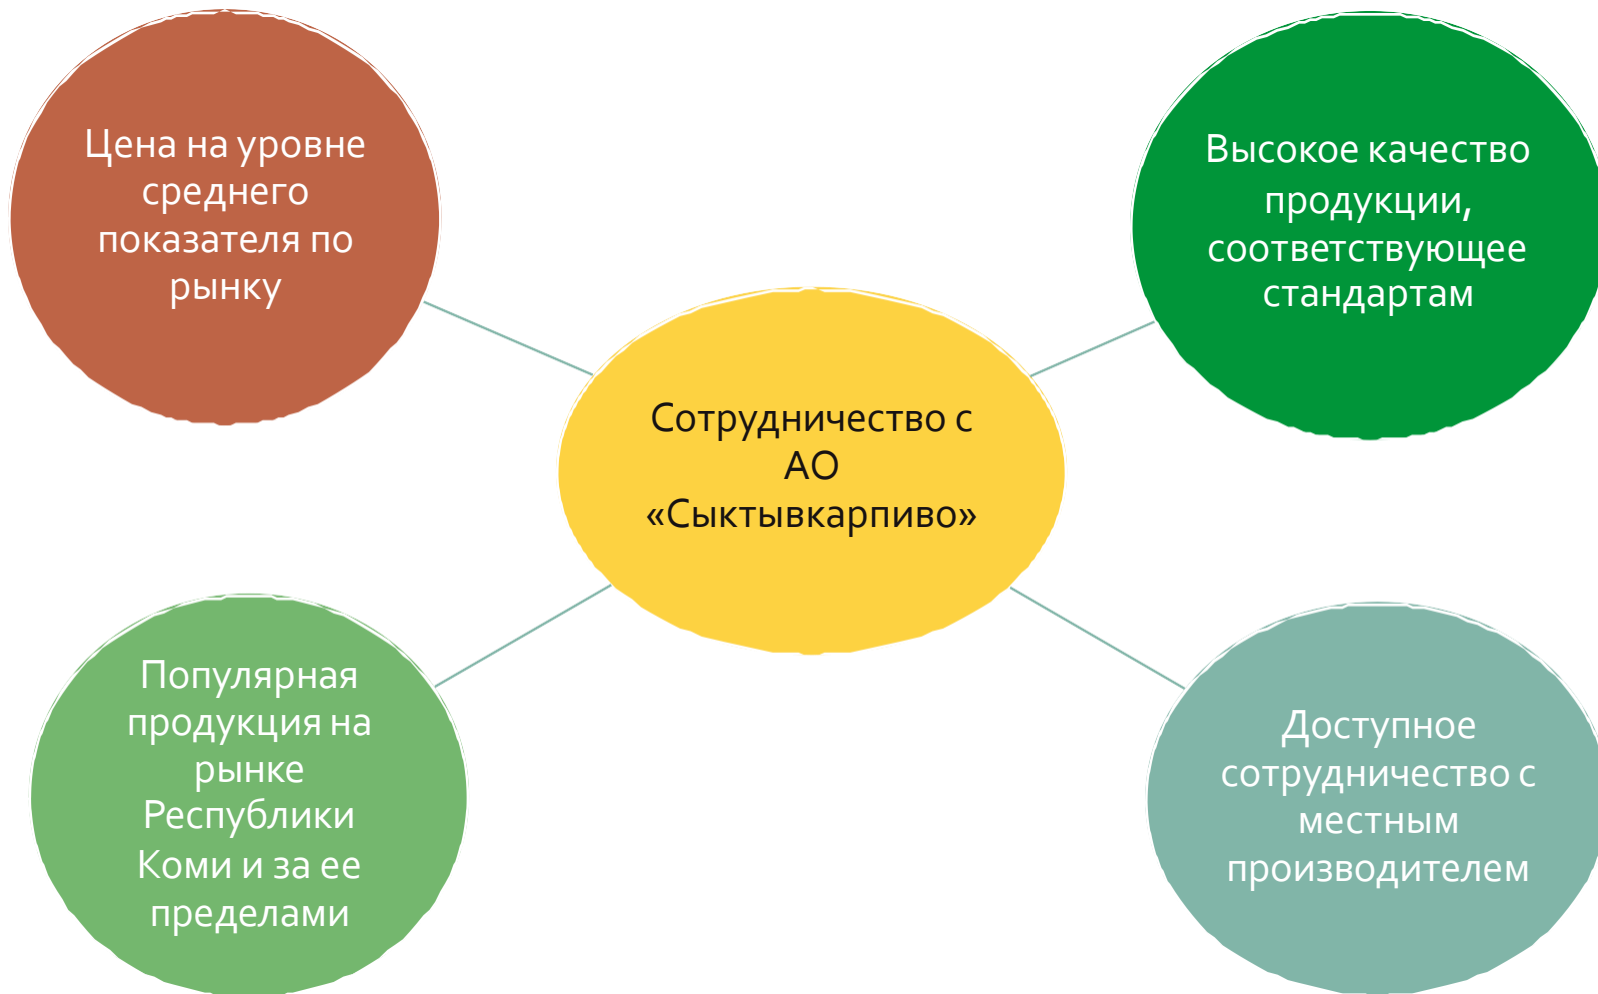 Цена на уровне
среднего
показателя по
рынку
Высокое качество
продукции,
соответствующее
стандартам
Сотрудничество с
АО
«Сыктывкарпиво»
Популярная
продукция на
рынке
Республики
Коми и за ее
пределами
Доступное
сотрудничество с
местным
производителем